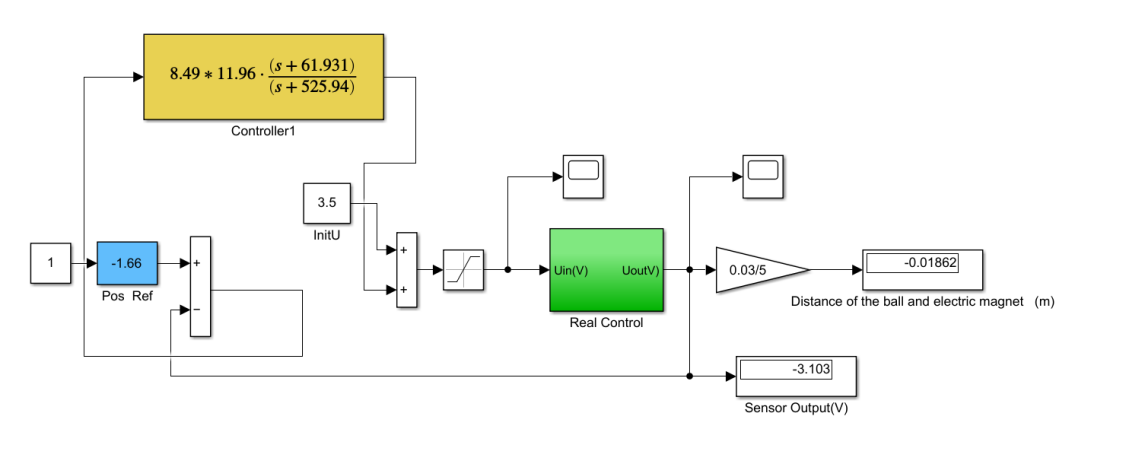 8.49 * 11.96 · (s + 61.931)
(s + 525.94)
Controller1
3.5
InitU
+
+
1
-1.66
Pos Ref
+
−
Uin(V)
UoutV)
Real Control
0.03/5
-0.01862
Distance of the ball and electric magnet (m)
-3.103
Sensor Output(V)